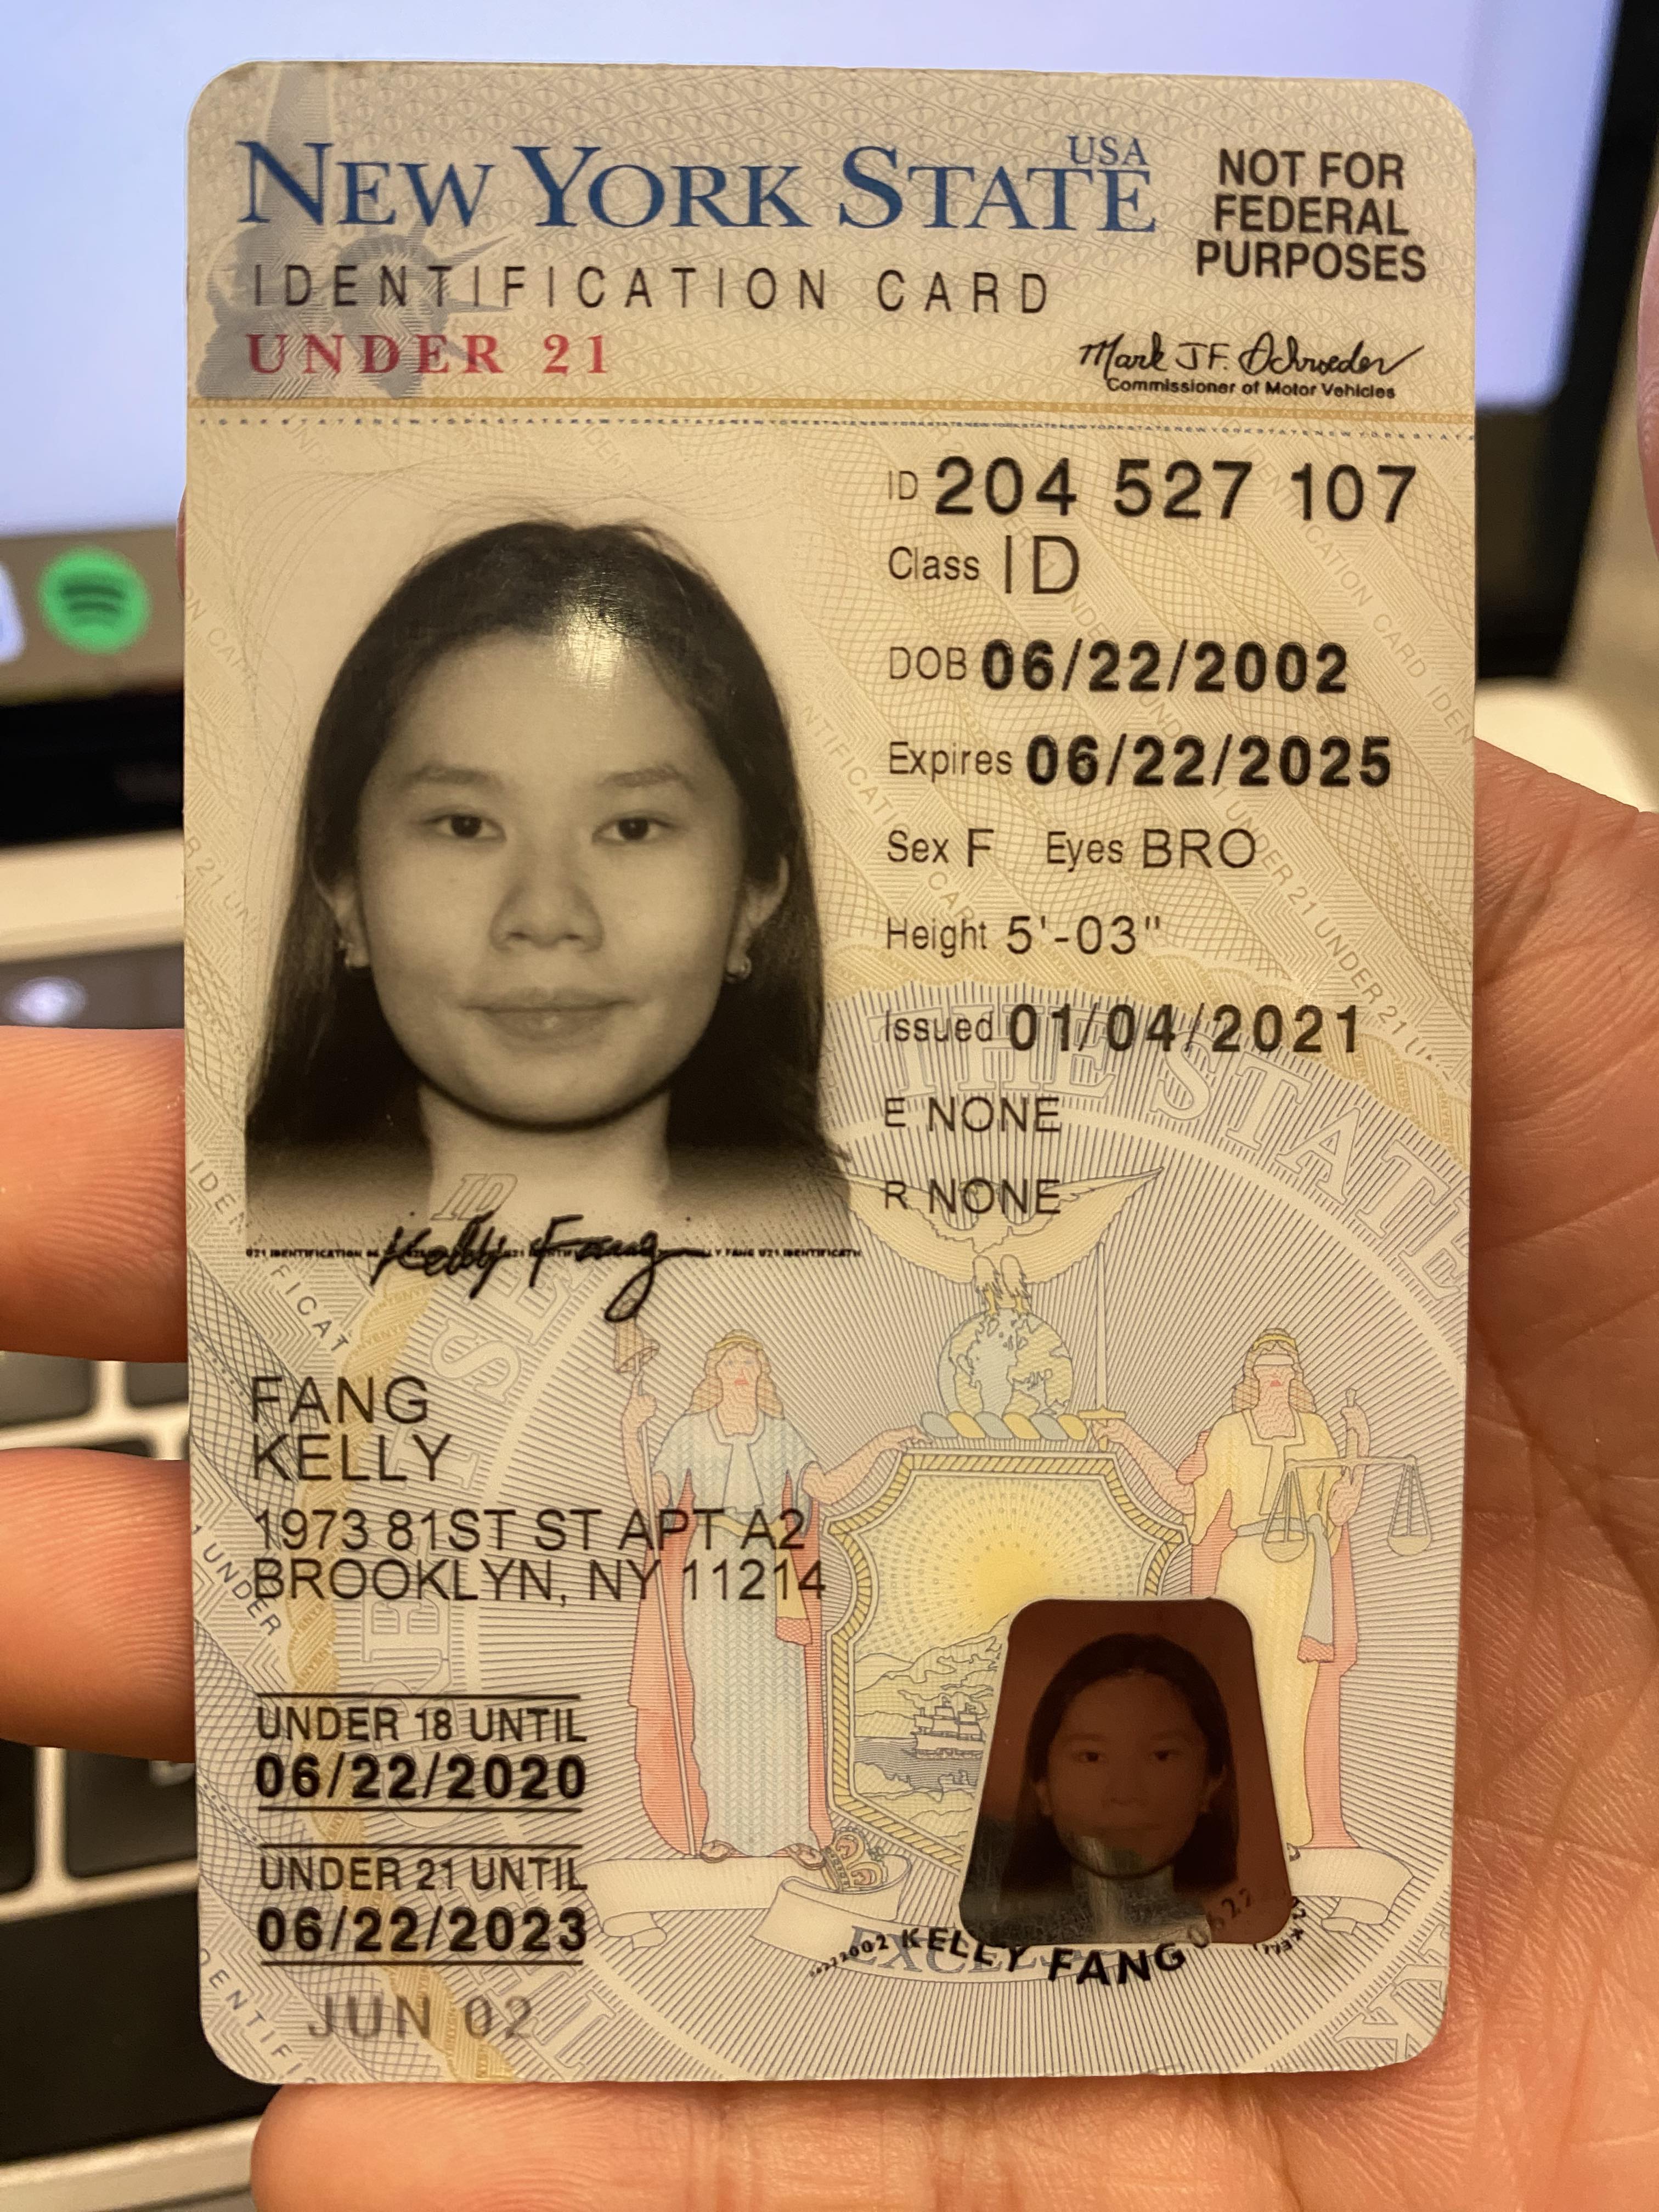 USA
NEW YORK STATE
NOT FOR
FEDERAL
PURPOSES
IDENTIFICATION CARD
UNDER 21
Mark J.F. Schroeder
Commissioner of Motor Vehicles
ID 204 527 107
Class ID
DOB 06/22/2002
Expires 06/22/2025
Sex F Eyes BRO
Height 5'-03"
Issued 01/04/2021
E NONE
R NONE
ID
Kelly Fang
FANG
KELLY
1973 81ST ST APT A2
BROOKLYN, NY 11214
UNDER 18 UNTIL
06/22/2020
UNDER 21 UNTIL
06/22/2023
KELLY FANG
JUN 02